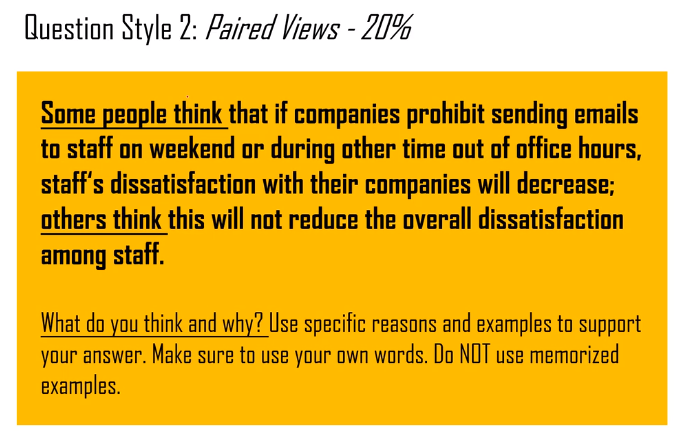 Question Style 2: Paired Views - 20%
Some people think that if companies prohibit sending emails
to staff on weekend or during other time out of office hours,
staff's dissatisfaction with their companies will decrease;
others think this will not reduce the overall dissatisfaction
among staff.
What do you think and why? Use specific reasons and examples to support
your answer. Make sure to use your own words. Do NOT use memorized
examples.